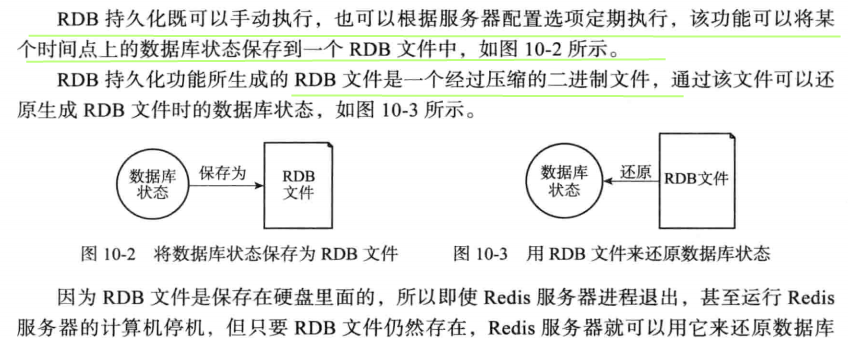 RDB 持久化既可以手动执行，也可以根据服务器配置选项定期执行，该功能可以将某
个时间点上的数据库状态保存到一个 RDB 文件中，如图 10-2 所示。
RDB 持久化功能所生成的 RDB 文件是一个经过压缩的二进制文件，通过该文件可以还
原生成 RDB 文件时的数据库状态，如图 10-3 所示。
数据库
状态
保存为
RDB
文件
数据库
状态
还原
RDB文件
图 10-2 将数据库状态保存为 RDB 文件
图 10-3 用 RDB 文件来还原数据库状态
因为 RDB 文件是保存在硬盘里面的，所以即使 Redis 服务器进程退出，甚至运行 Redis
服务器的计算机停机，但只要 RDB 文件仍然存在，Redis 服务器就可以用它来还原数据库